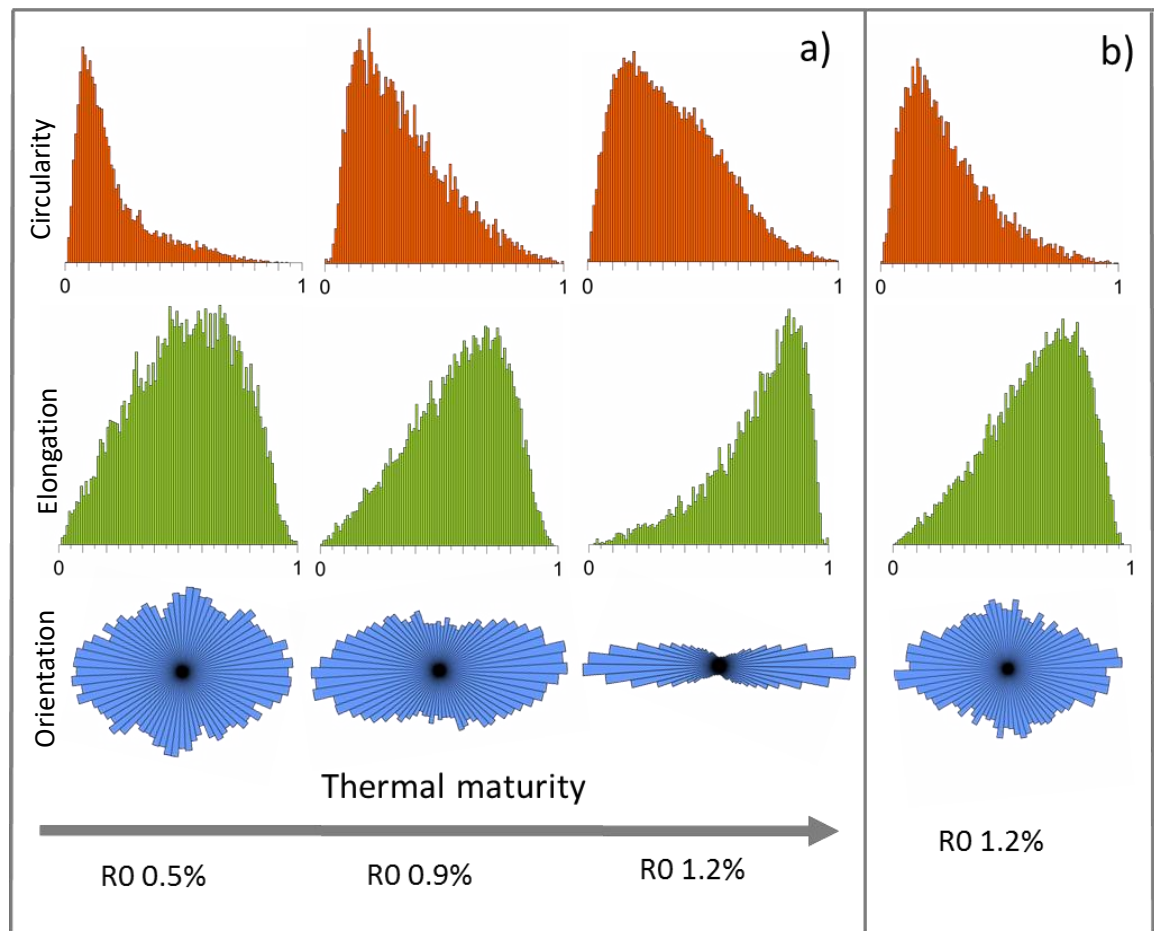 a)
b)
Circularity
0 1 0 1 0 1 0 1
Elongation
0 1 0 1 0 1 0 1
Orientation
Thermal maturity
R0 0.5% R0 0.9% R0 1.2% R0 1.2%